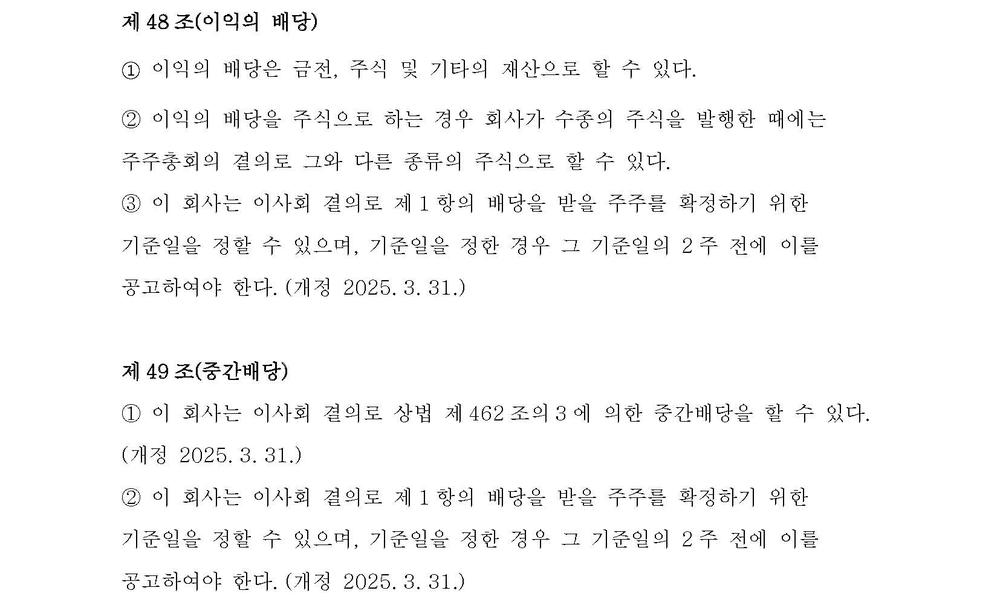 제 48 조(이익의 배당)
① 이익의 배당은 금전, 주식 및 기타의 재산으로 할 수 있다.
② 이익의 배당을 주식으로 하는 경우 회사가 수종의 주식을 발행한 때에는
주주총회의 결의로 그와 다른 종류의 주식으로 할 수 있다.
③ 이 회사는 이사회 결의로 제 1 항의 배당을 받을 주주를 확정하기 위한
기준일을 정할 수 있으며, 기준일을 정한 경우 그 기준일의 2 주 전에 이를
공고하여야 한다. (개정 2025. 3. 31.)
제 49 조(중간배당)
① 이 회사는 이사회 결의로 상법 제 462 조의 3 에 의한 중간배당을 할 수 있다.
(개정 2025. 3. 31.)
② 이 회사는 이사회 결의로 제 1 항의 배당을 받을 주주를 확정하기 위한
기준일을 정할 수 있으며, 기준일을 정한 경우 그 기준일의 2 주 전에 이를
공고하여야 한다. (개정 2025. 3. 31.)